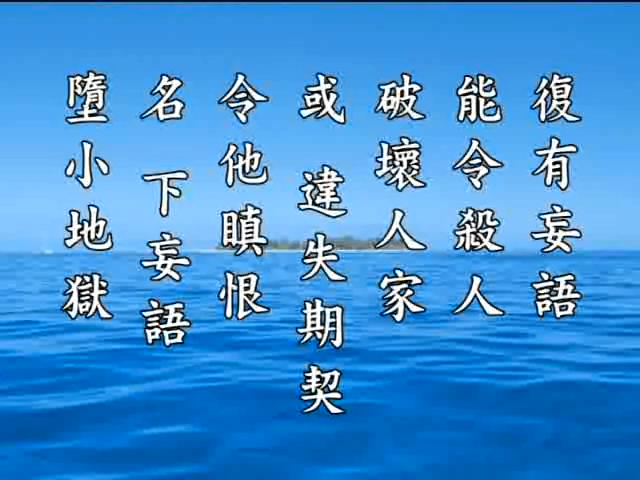 復有妄語
能令殺人
破壞人家
或 違失期契
令他瞋恨
名 下妄語
墮小地獄